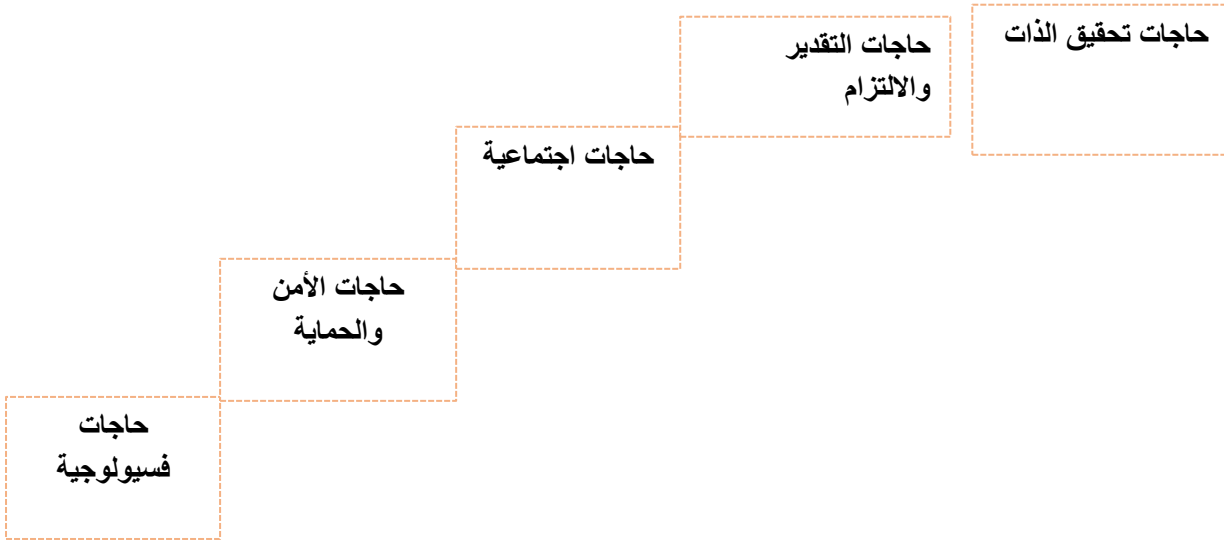 حاجات تحقيق الذات
حاجات التقدير
والالتزام
حاجات اجتماعية
حاجات الأمن
والحماية
حاجات
فسيولوجية